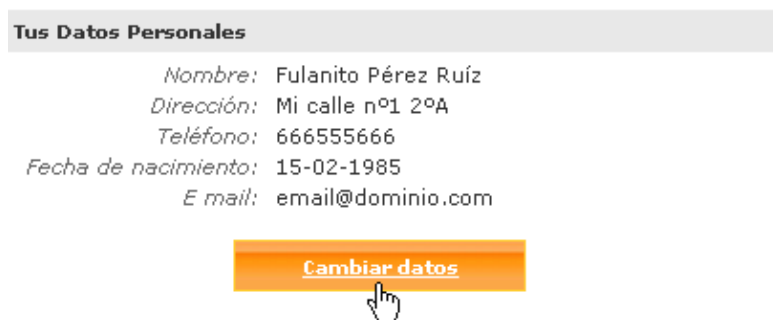 Tus Datos Personales
Nombre: Fulanito Pérez Ruíz
Dirección: Mi calle nº1 2ºA
Teléfono: 666555666
Fecha de nacimiento: 15-02-1985
E mail: email@dominio.com
Cambiar datos